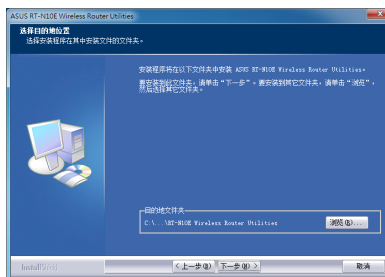 ASUS RT-N10E Wireless Router Utilities
选择目的地位置
选择安装程序在其中安装文件的文件夹。
安装程序将在以下文件夹中安装 ASUS RT-N10E Wireless Router Utilities。
要安装到此文件夹，请单击“下一步”。要安装到其它文件夹，请单击“浏览”，
然后选择其它文件夹。
目的地文件夹
C:\...\RT-N10E Wireless Router Utilities
浏览(R)...
InstallShield
< 上一步(B)
下一步(N) >
取消